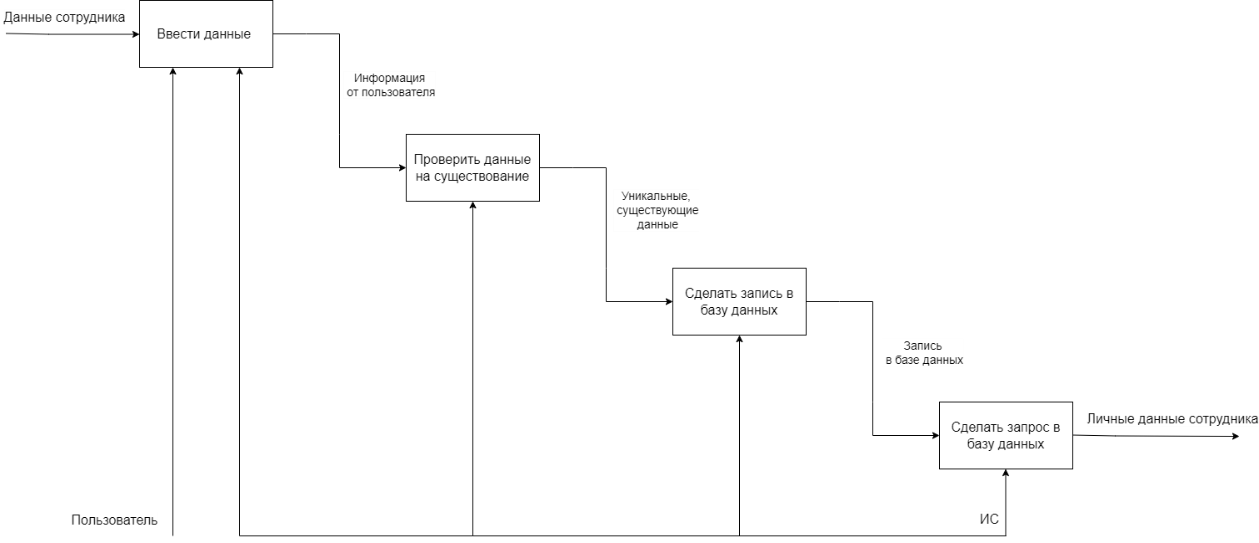 Данные сотрудника
Ввести данные
Информация
от пользователя
Проверить данные
на существование
Уникальные,
существующие
данные
Сделать запись в
базу данных
Запись
в базе данных
Сделать запрос в
базу данных
Личные данные сотрудника
Пользователь
ИС